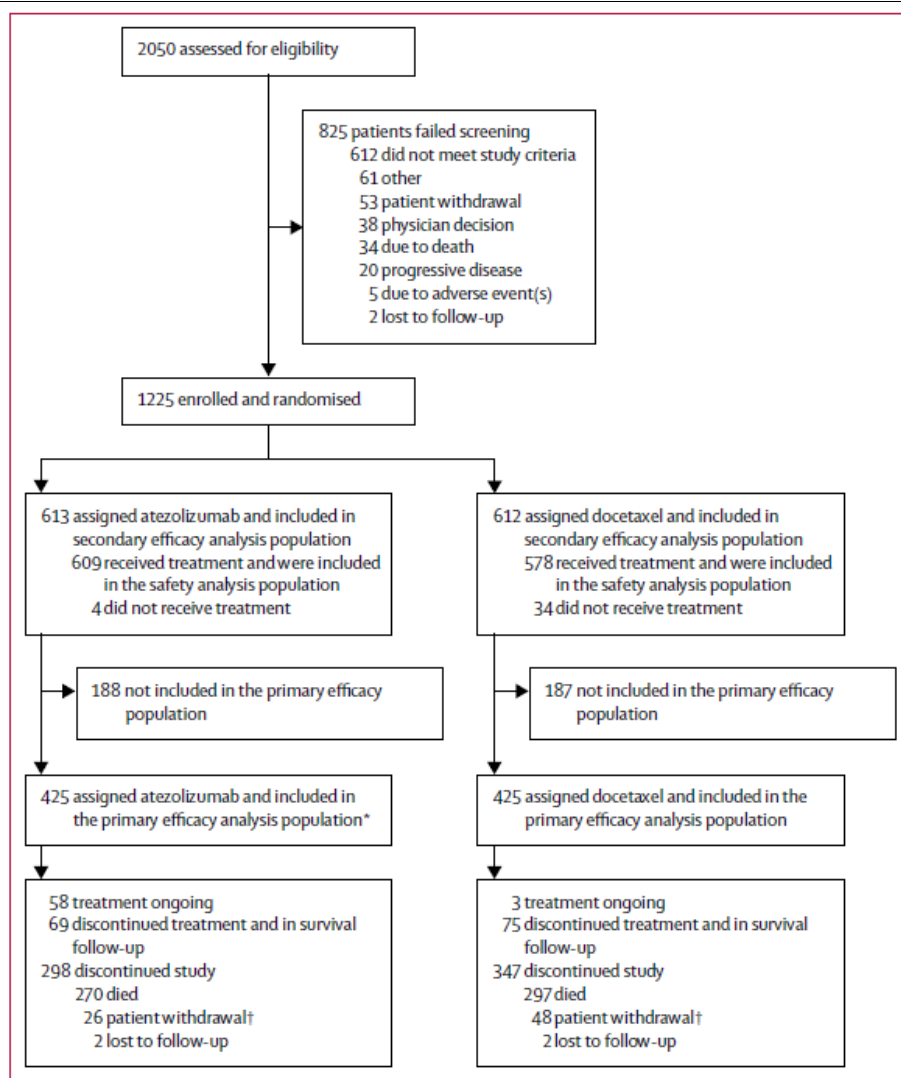 2050 assessed for eligibility
825 patients failed screening
612 did not meet study criteria
61 other
53 patient withdrawal
38 physician decision
34 due to death
20 progressive disease
5 due to adverse event(s)
2 lost to follow-up
1225 enrolled and randomised
613 assigned atezolizumab and included in
secondary efficacy analysis population
609 received treatment and were included
in the safety analysis population
4 did not receive treatment
612 assigned docetaxel and included in
secondary efficacy analysis population
578 received treatment and were included
in the safety analysis population
34 did not receive treatment
188 not included in the primary efficacy
population
187 not included in the primary efficacy
population
425 assigned atezolizumab and included in
the primary efficacy analysis population*
425 assigned docetaxel and included in the
primary efficacy analysis population
58 treatment ongoing
69 discontinued treatment and in survival
follow-up
298 discontinued study
270 died
26 patient withdrawal†
2 lost to follow-up
3 treatment ongoing
75 discontinued treatment and in survival
follow-up
347 discontinued study
297 died
48 patient withdrawal†
2 lost to follow-up